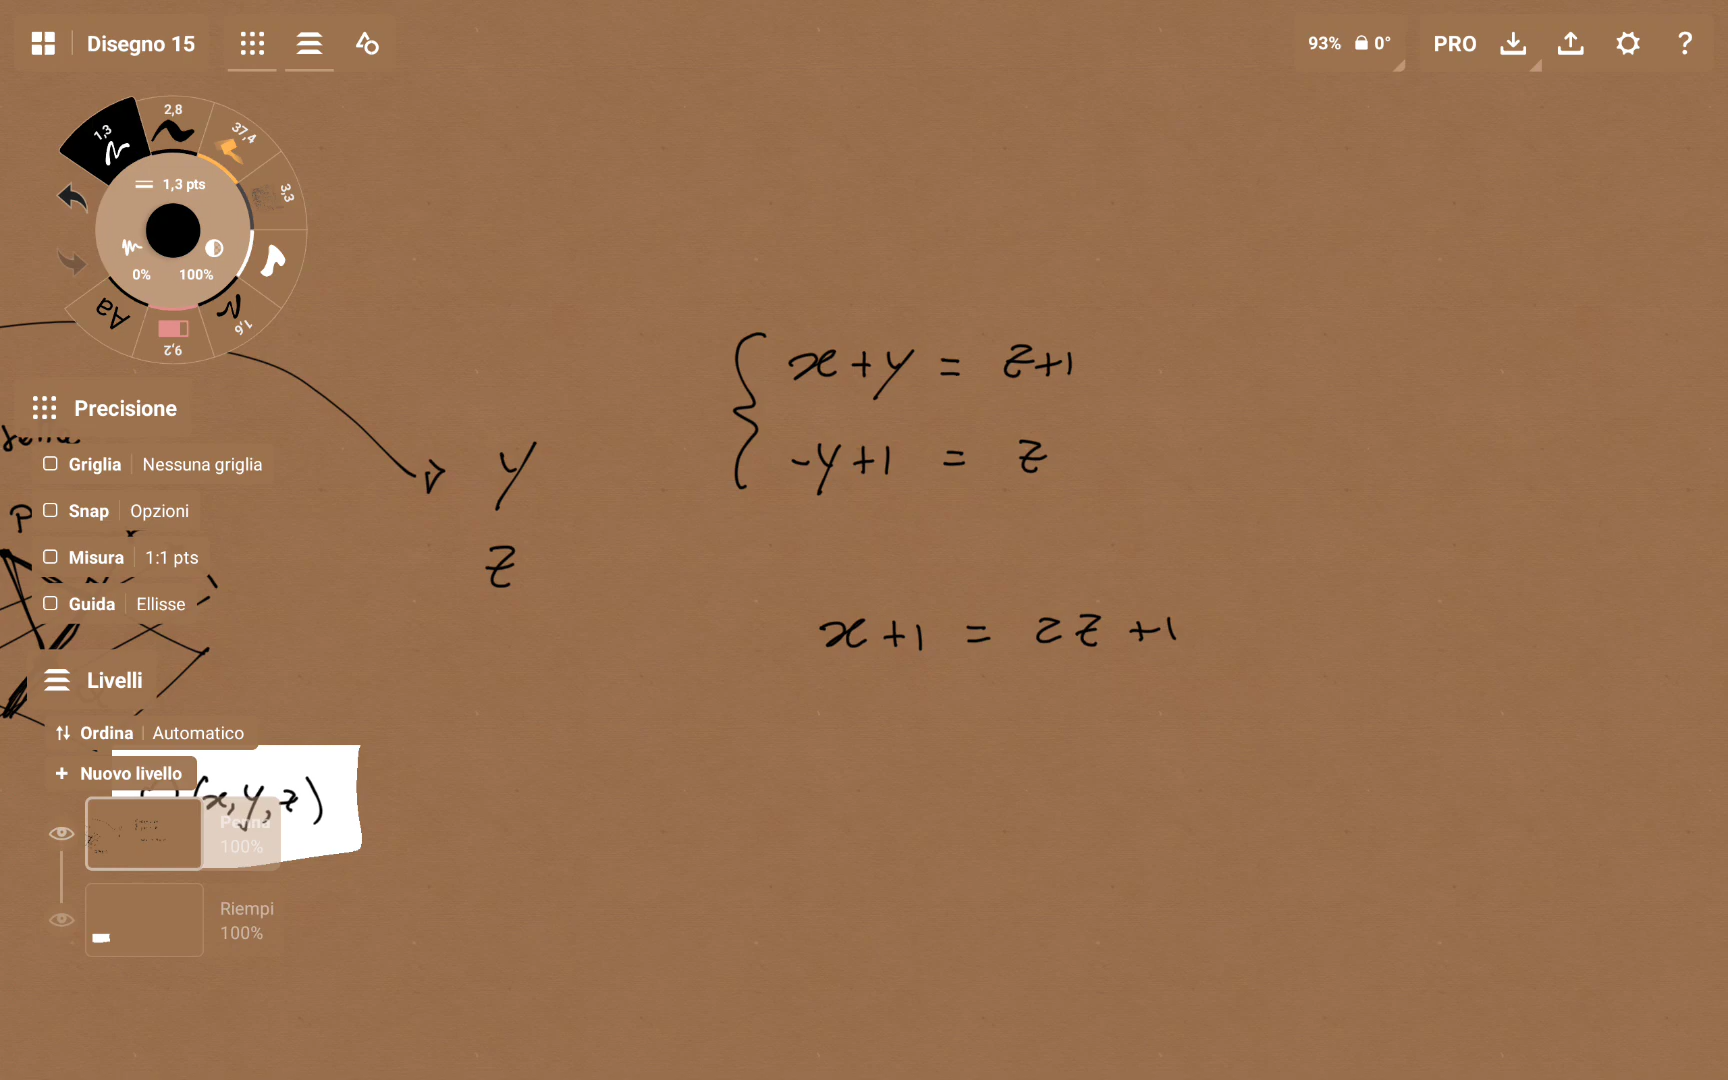 Disegno 15
93% 0° PRO ?
2,8
1,3
37,4
3,3
1,3 pts
0% 100%
Aa
9,2
1,6
Precisione
Griglia Nessuna griglia
Snap Opzioni
Misura 1:1 pts
Guida Ellisse
Livelli
Ordina Automatico
+ Nuovo livello
(x, y, z)
Penna
100%
Riempi
100%
P
y
z
x + y = z + 1
-y + 1 = z
x + 1 = 2z + 1